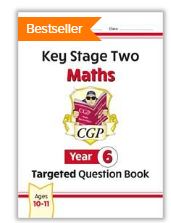 Bestseller
Key Stage Two
Maths
CGP
Year 6
Targeted Question Book
Ages
10-11